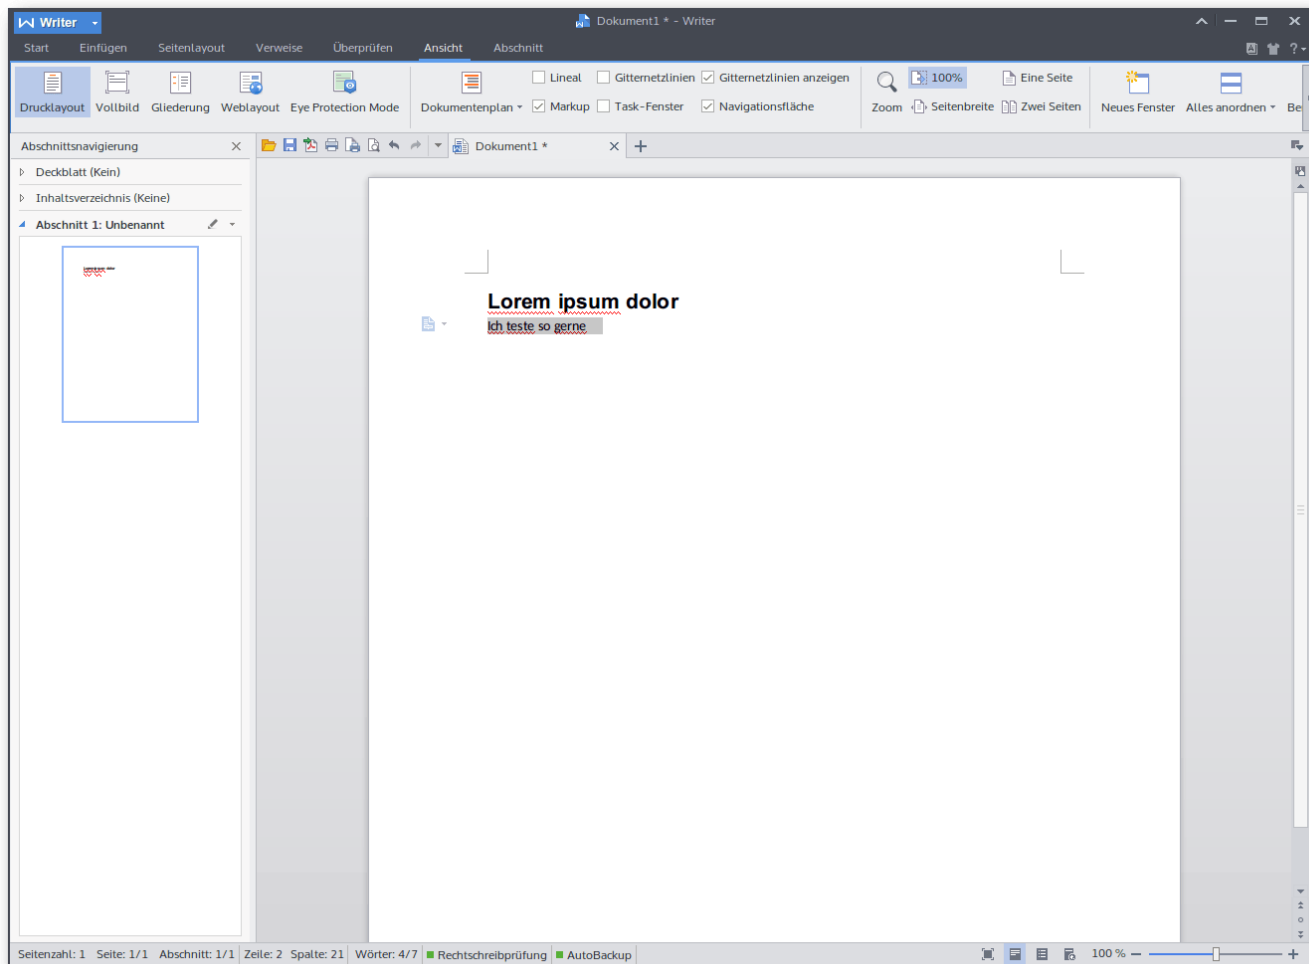 Writer
Dokument1 * - Writer
Start Einfügen Seitenlayout Verweise Überprüfen Ansicht Abschnitt
Drucklayout Vollbild Gliederung Weblayout Eye Protection Mode Dokumentenplan
Lineal Gitternetzlinien Gitternetzlinien anzeigen
Markup Task-Fenster Navigationsfläche
Zoom 100% Eine Seite
Seitenbreite Zwei Seiten
Neues Fenster Alles anordnen Be
Abschnittsnavigierung
Dokument1 *
Deckblatt (Kein)
Inhaltsverzeichnis (Keine)
Abschnitt 1: Unbenannt
Lorem ipsum dolor
Ich teste so gerne
Seitenzahl: 1 Seite: 1/1 Abschnitt: 1/1 Zeile: 2 Spalte: 21 Wörter: 4/7 Rechtschreibprüfung AutoBackup 100 %